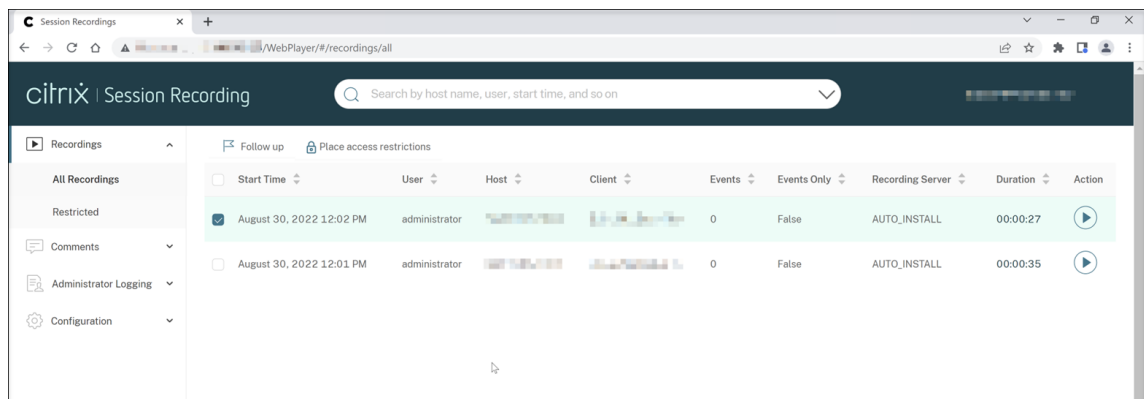 Session Recordings
/WebPlayer/#/recordings/all
citrix | Session Recording
Search by host name, user, start time, and so on
Recordings
Follow up Place access restrictions
All Recordings
Start Time User Host Client Events Events Only Recording Server Duration Action
Restricted
August 30, 2022 12:02 PM administrator 0 False AUTO_INSTALL 00:00:27
Comments
August 30, 2022 12:01 PM administrator 0 False AUTO_INSTALL 00:00:35
Administrator Logging
Configuration